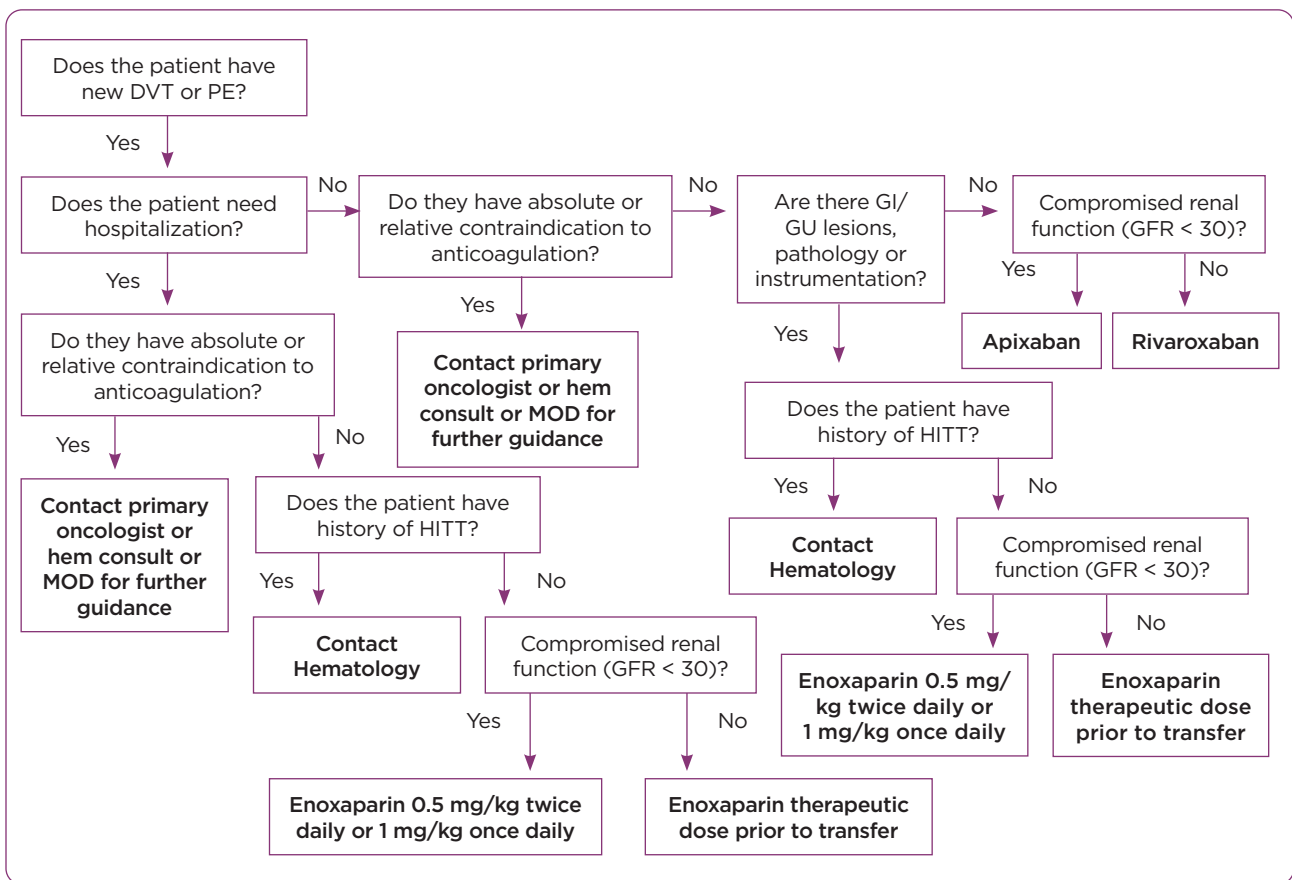 Does the patient have
new DVT or PE?
Yes
Does the patient need
hospitalization?
No
Do they have absolute or
relative contraindication to
anticoagulation?
No
Are there GI/
GU lesions,
pathology or
instrumentation?
No
Compromised renal
function (GFR < 30)?
Yes
No
Apixaban
Rivaroxaban
Yes
Do they have absolute or
relative contraindication to
anticoagulation?
Yes
Contact primary
oncologist or hem
consult or MOD for
further guidance
Yes
Does the patient have
history of HITT?
Yes
No
Contact
Hematology
Compromised renal
function (GFR < 30)?
Yes
No
Enoxaparin 0.5 mg/
kg twice daily or
1 mg/kg once daily
Enoxaparin
therapeutic dose
prior to transfer
Yes
No
Contact primary
oncologist or
hem consult or
MOD for further
guidance
Does the patient have
history of HITT?
Yes
No
Contact
Hematology
Compromised renal
function (GFR < 30)?
Yes
No
Enoxaparin 0.5 mg/kg twice
daily or 1 mg/kg once daily
Enoxaparin therapeutic
dose prior to transfer